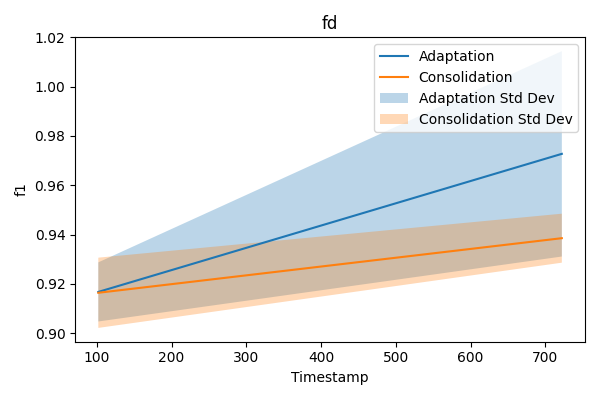 fd
1.02
1.00
0.98
0.96
0.94
0.92
0.90
f1
Adaptation
Consolidation
Adaptation Std Dev
Consolidation Std Dev
100
200
300
400
500
600
700
Timestamp